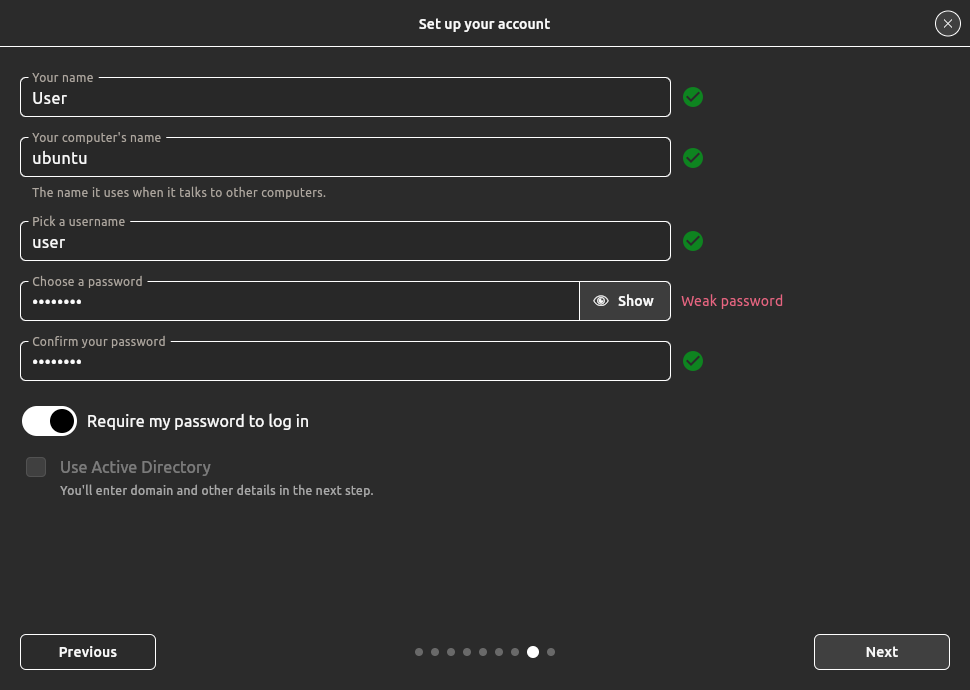 Set up your account
Your name
User
Your computer's name
ubuntu
The name it uses when it talks to other computers.
Pick a username
user
Choose a password
••••••••
Show
Weak password
Confirm your password
••••••••
Require my password to log in
Use Active Directory
You'll enter domain and other details in the next step.
Previous
Next